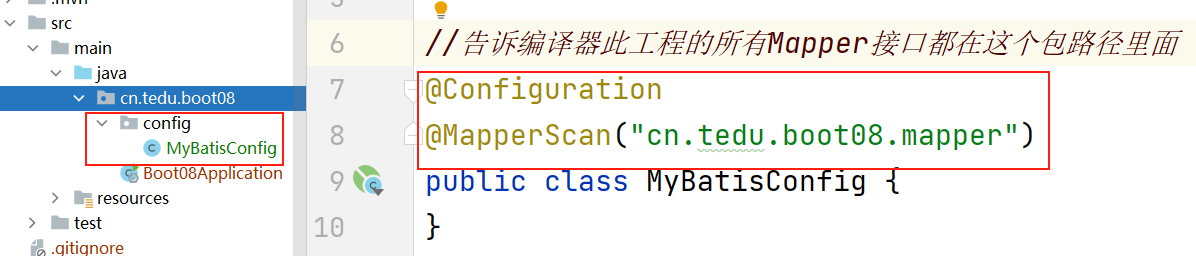 .mvn
src
main
java
cn.tedu.boot08
config
MyBatisConfig
Boot08Application
resources
test
.gitignore
6 //告诉编译器此工程的所有Mapper接口都在这个包路径里面
7 @Configuration
8 @MapperScan("cn.tedu.boot08.mapper")
9 public class MyBatisConfig {
10 }